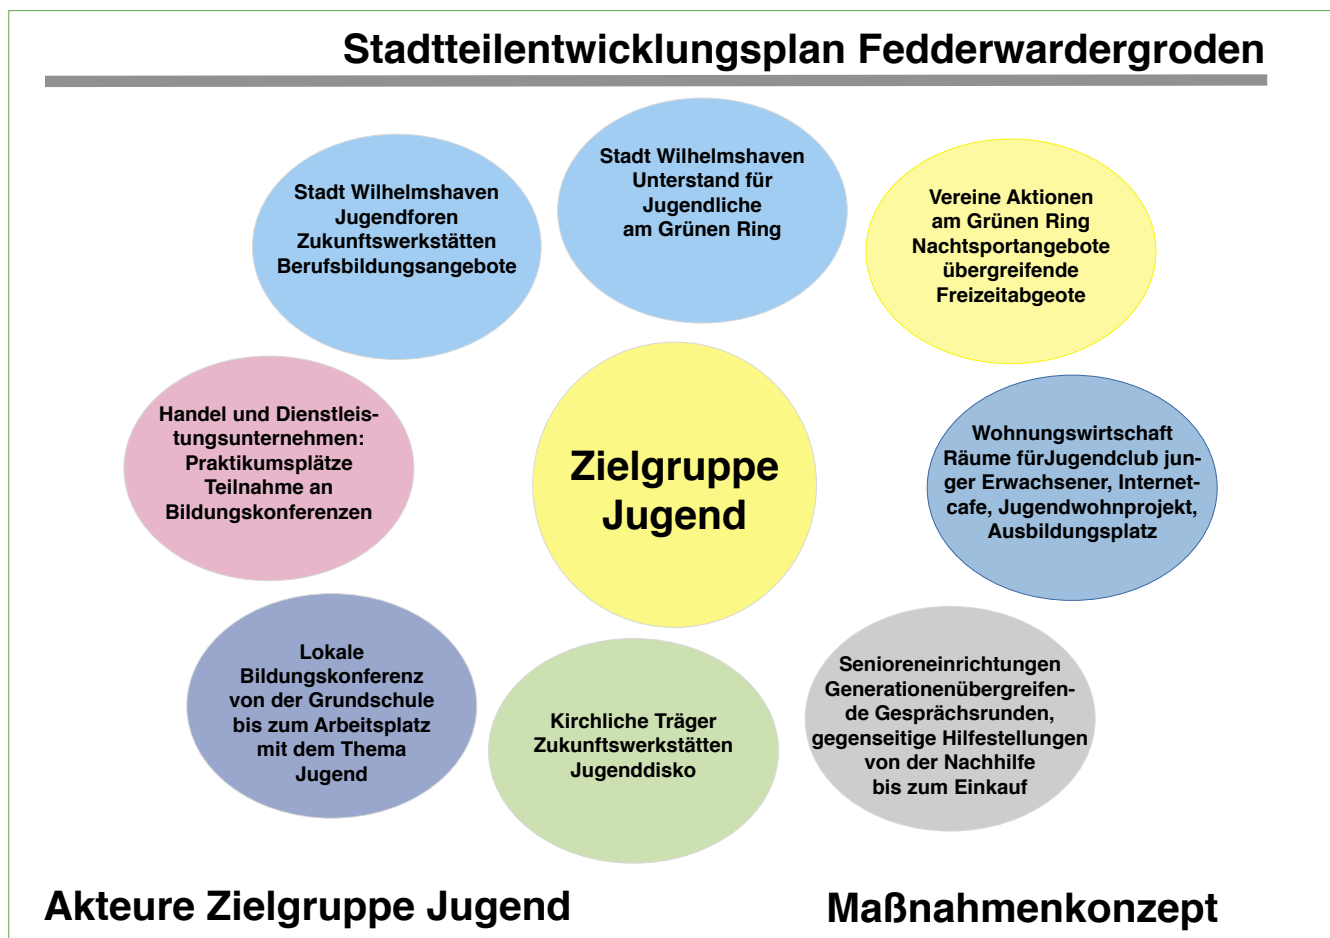 Stadtteilentwicklungsplan Fedderwardergroden
Stadt Wilhelmshaven
Jugendforen
Zukunftswerkstätten
Berufsbildungsangebote
Stadt Wilhelmshaven
Unterstand für
Jugendliche
am Grünen Ring
Vereine Aktionen
am Grünen Ring
Nachtsportangebote
übergreifende
Freizeitabgeote
Handel und Dienstleis-
tungsunternehmen:
Praktikumsplätze
Teilnahme an
Bildungskonferenzen
Zielgruppe
Jugend
Wohnungswirtschaft
Räume fürJugendclub jun-
ger Erwachsener, Internet-
cafe, Jugendwohnprojekt,
Ausbildungsplatz
Lokale
Bildungskonferenz
von der Grundschule
bis zum Arbeitsplatz
mit dem Thema
Jugend
Kirchliche Träger
Zukunftswerkstätten
Jugenddisko
Senioreneinrichtungen
Generationenübergreifen-
de Gesprächsrunden,
gegenseitige Hilfestellungen
von der Nachhilfe
bis zum Einkauf
Akteure Zielgruppe Jugend
Maßnahmenkonzept